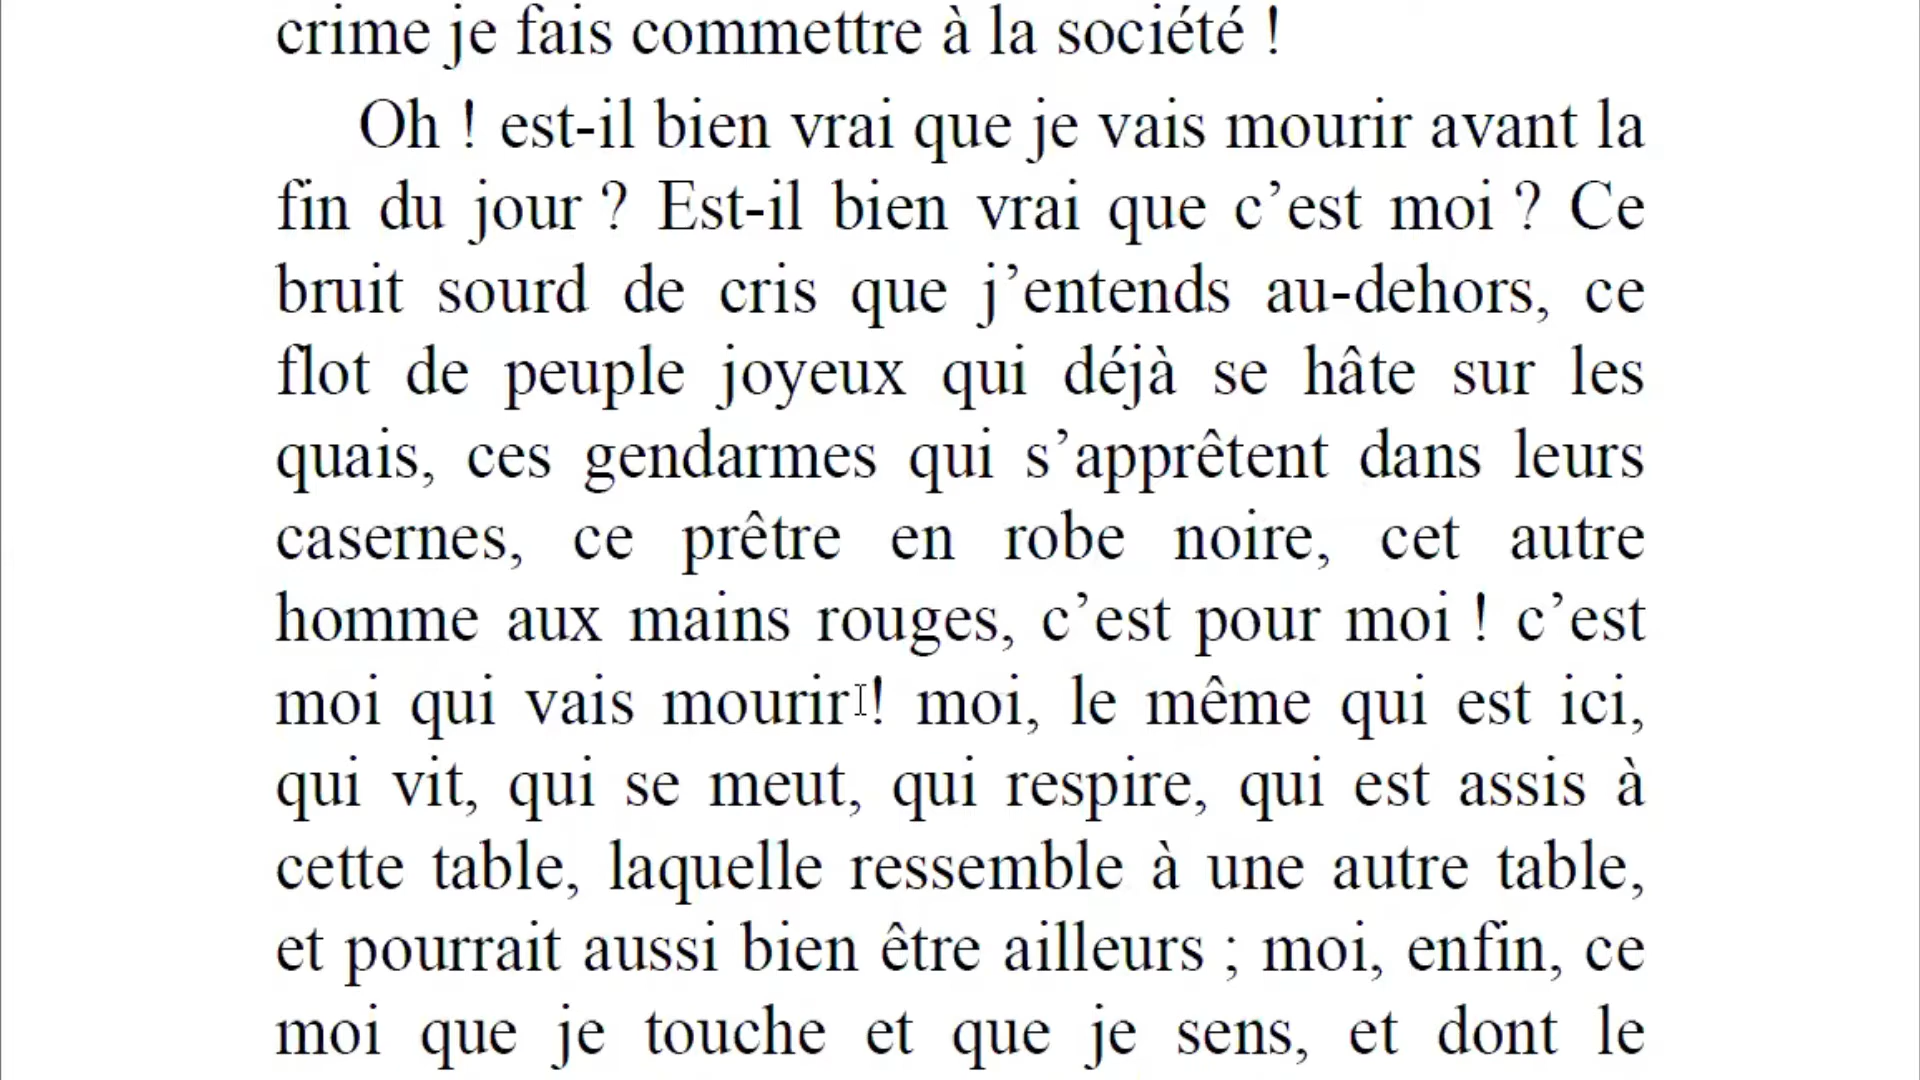 crime je fais commettre à la société !
Oh ! est-il bien vrai que je vais mourir avant la
fin du jour ? Est-il bien vrai que c’est moi ? Ce
bruit sourd de cris que j’entends au-dehors, ce
flot de peuple joyeux qui déjà se hâte sur les
quais, ces gendarmes qui s’apprêtent dans leurs
casernes, ce prêtre en robe noire, cet autre
homme aux mains rouges, c’est pour moi ! c’est
moi qui vais mourir ! moi, le même qui est ici,
qui vit, qui se meut, qui respire, qui est assis à
cette table, laquelle ressemble à une autre table,
et pourrait aussi bien être ailleurs ; moi, enfin, ce
moi que je touche et que je sens, et dont le